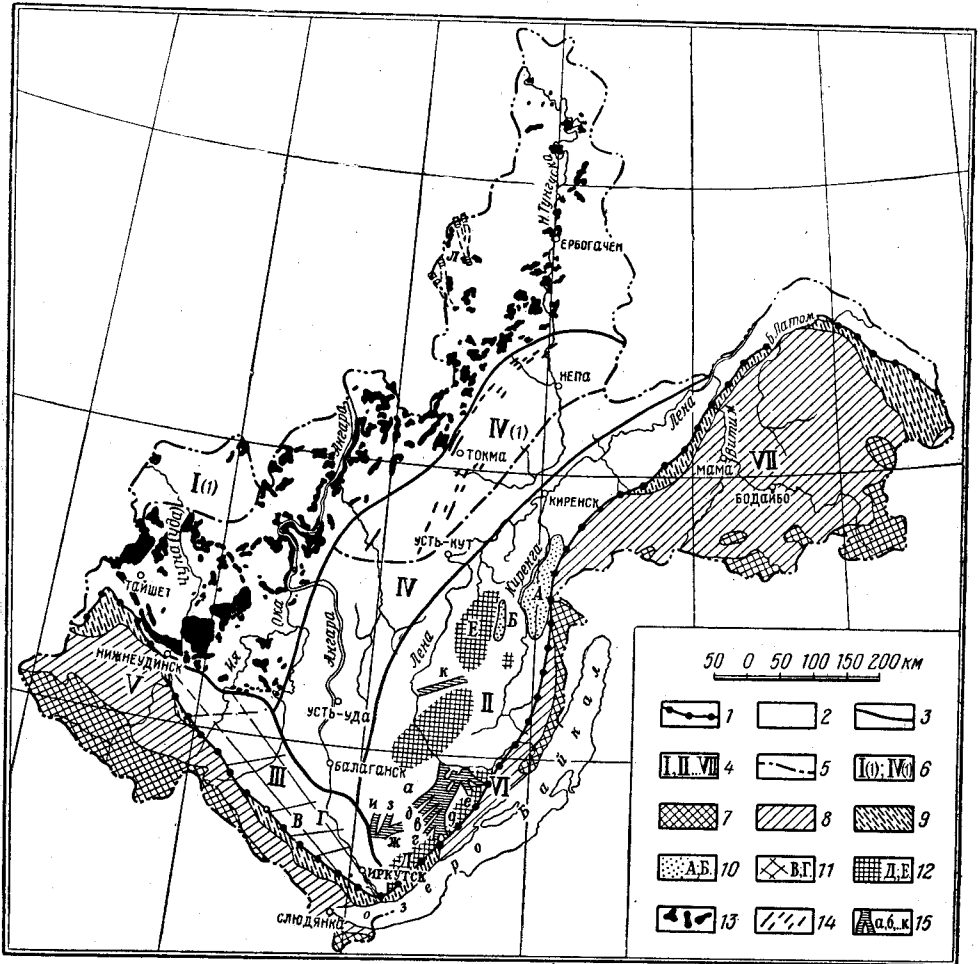 Н. Тунгуска
ЕРБОГАЧЕН
Л
Б. Патом
НЕПА
Лена
Витим
Ангара
IV(1)
ТОКМА
VII
МАМА
БОДАЙБО
I(1)
КИРЕНСК
УСТЬ-КУТ
Киренга
ТАЙШЕТ
IV
А
Ока
Ангара
Е
Б
Лена
НИЖНЕУДИНСК
Ия
к
II
V
УСТЬ-УДА
БАЛАГАНСК
III
VI
а
е
и з
б
д
в
В
Г
ж
г
Д
ИРКУТСК
СЛЮДЯНКА
озеро Байкал
50 0 50 100 150 200 км
1 2 3
I, II...VII 4 5 I(1); IV(1) 6
7 8 9
А,Б. 10 В,Г. 11 Д,Е. 12
13 14 а,б,..к 15